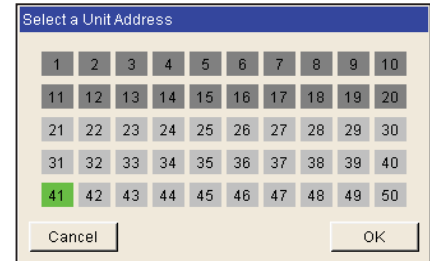 Select a Unit Address
1 2 3 4 5 6 7 8 9 10
11 12 13 14 15 16 17 18 19 20
21 22 23 24 25 26 27 28 29 30
31 32 33 34 35 36 37 38 39 40
41 42 43 44 45 46 47 48 49 50
Cancel OK